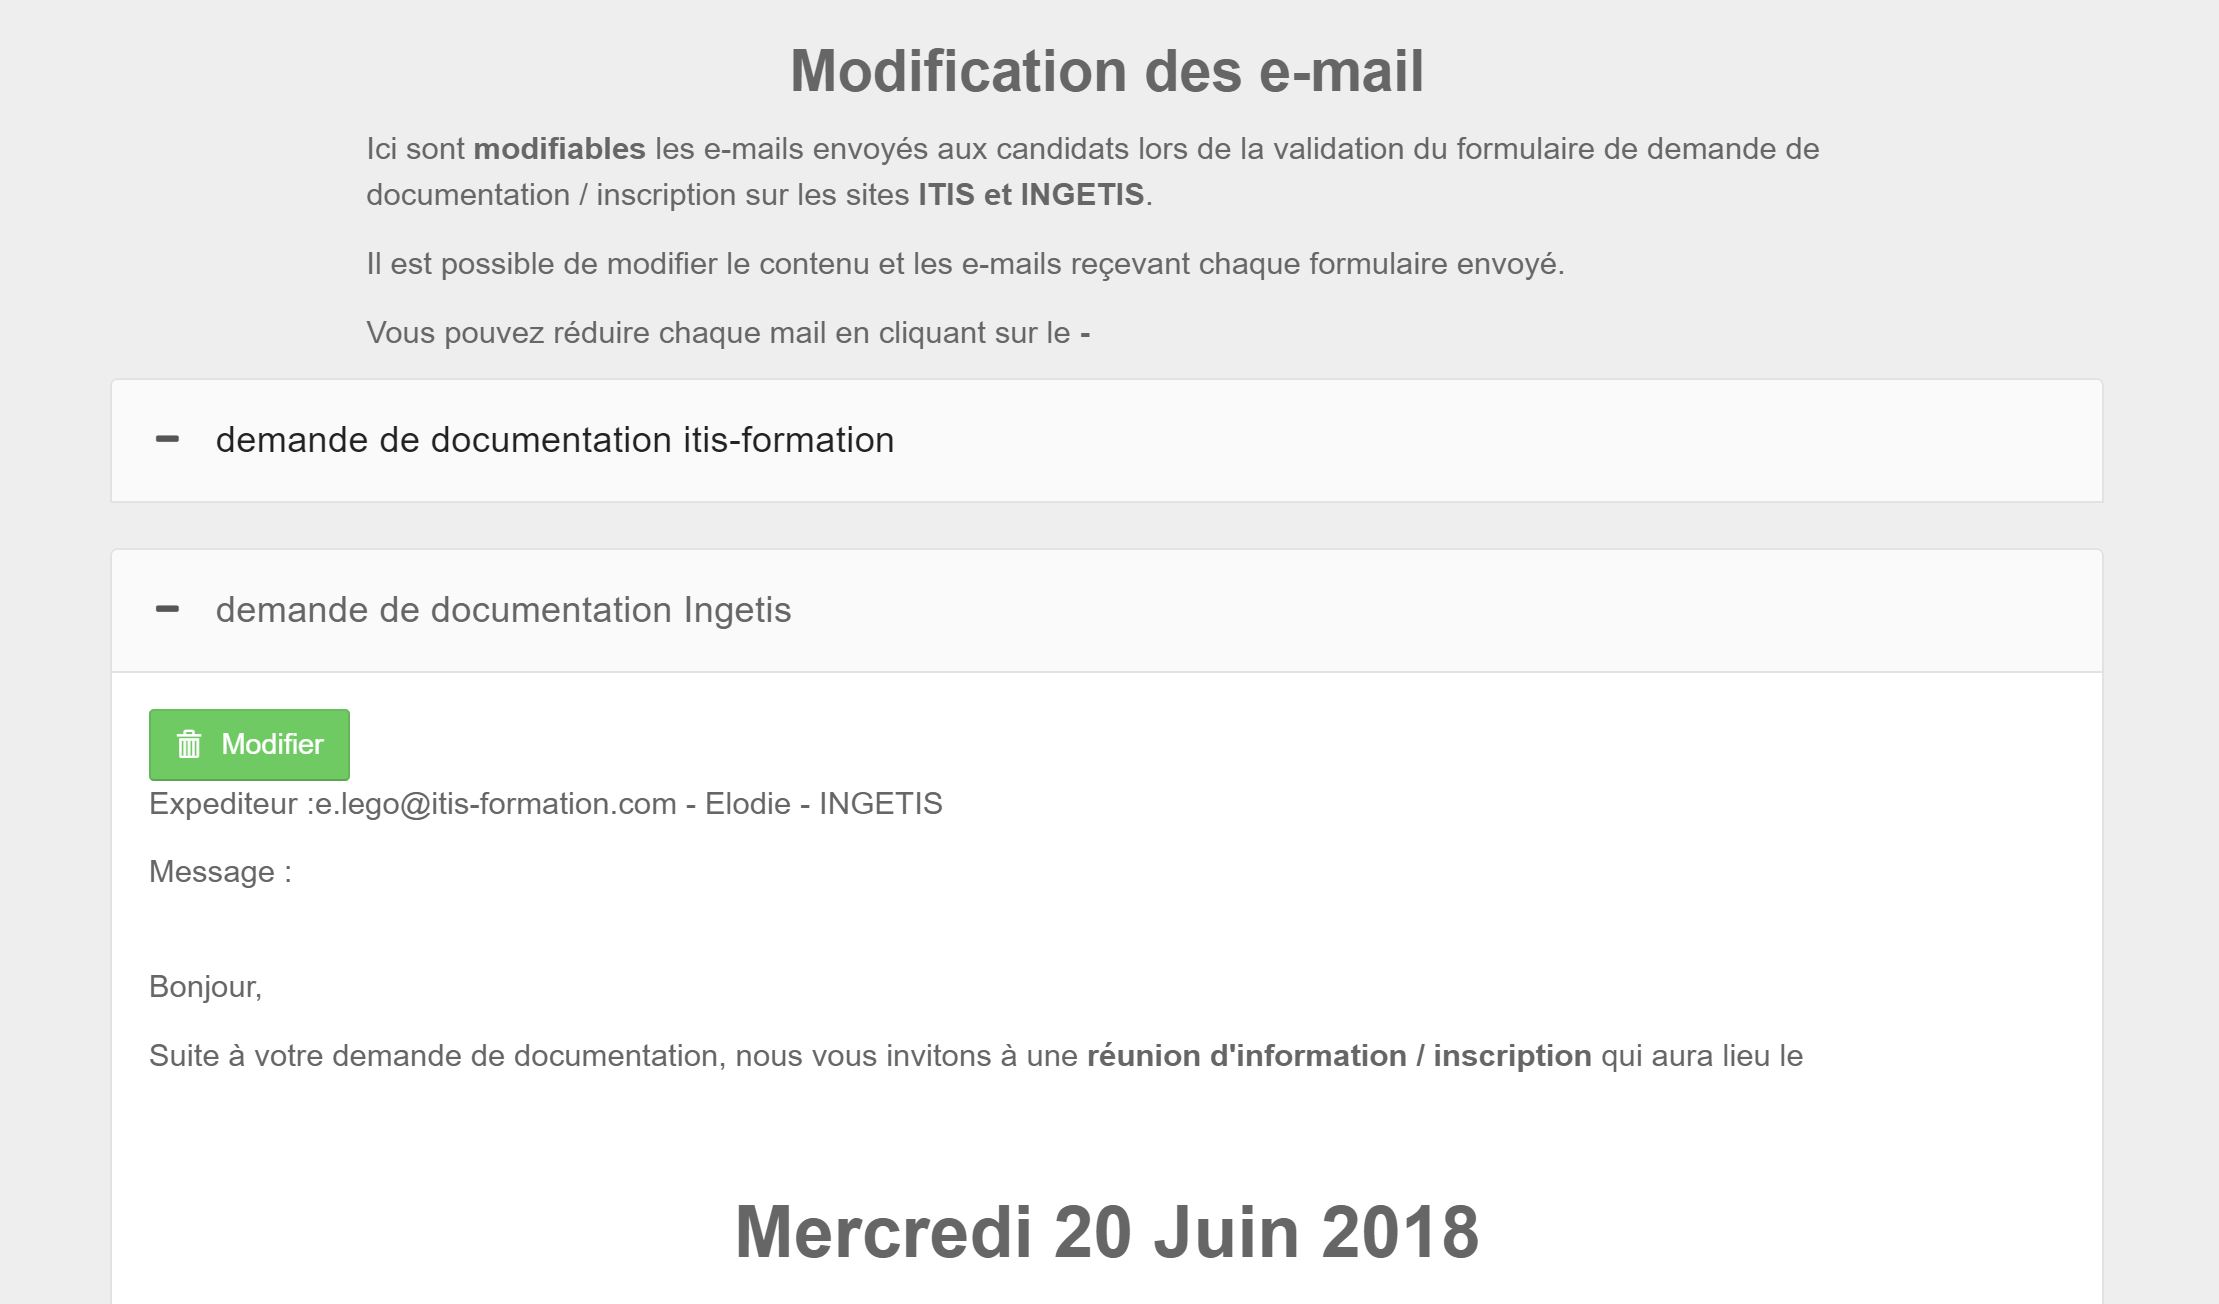 Modification des e-mail
Ici sont modifiables les e-mails envoyés aux candidats lors de la validation du formulaire de demande de
documentation / inscription sur les sites ITIS et INGETIS.
Il est possible de modifier le contenu et les e-mails reçevant chaque formulaire envoyé.
Vous pouvez réduire chaque mail en cliquant sur le -
demande de documentation itis-formation
demande de documentation Ingetis
Modifier
Expediteur :e.lego@itis-formation.com - Elodie - INGETIS
Message :
Bonjour,
Suite à votre demande de documentation, nous vous invitons à une réunion d'information / inscription qui aura lieu le
Mercredi 20 Juin 2018